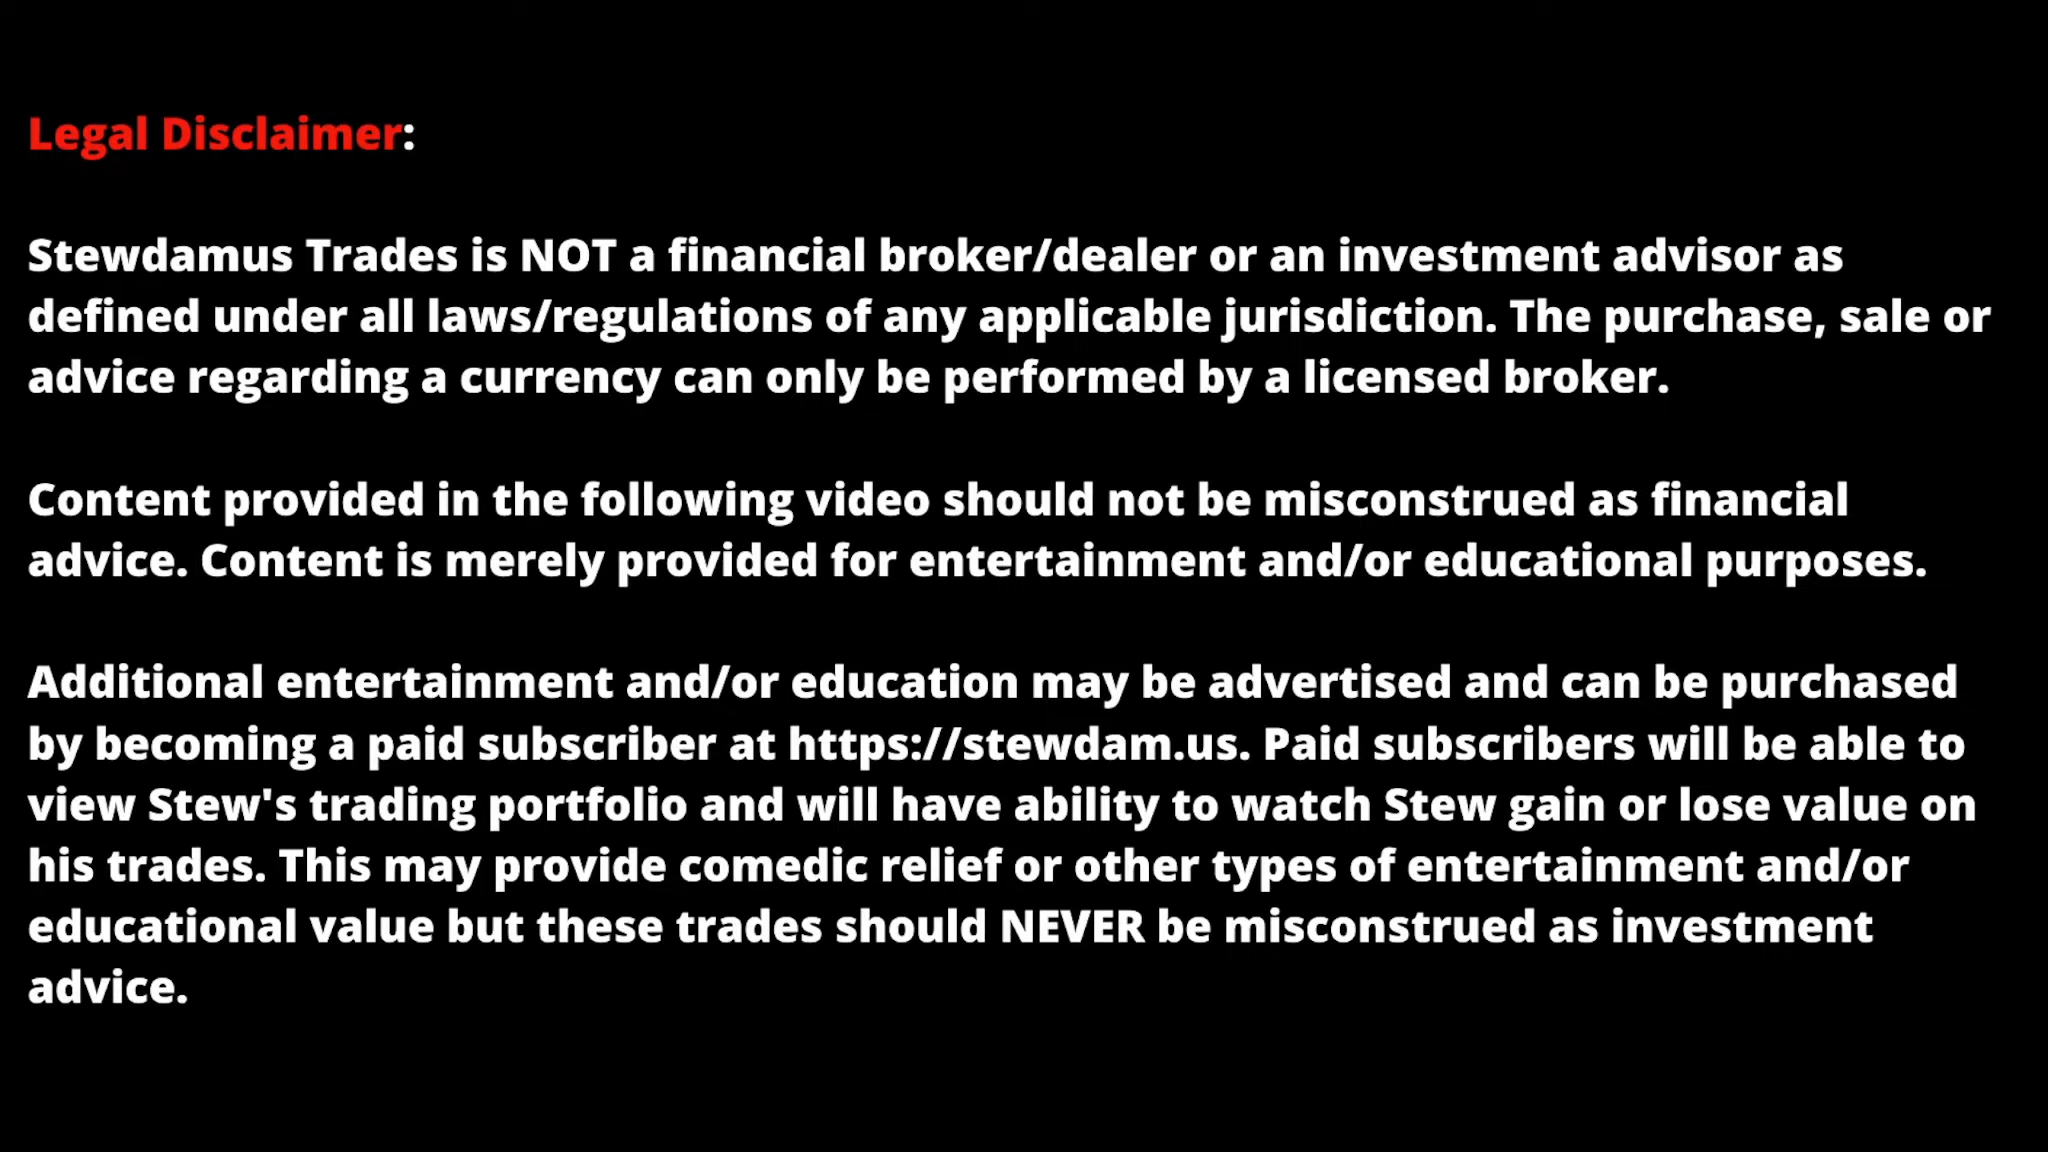 Legal Disclaimer:
Stewdamus Trades is NOT a financial broker/dealer or an investment advisor as
defined under all laws/regulations of any applicable jurisdiction. The purchase, sale or
advice regarding a currency can only be performed by a licensed broker.
Content provided in the following video should not be misconstrued as financial
advice. Content is merely provided for entertainment and/or educational purposes.
Additional entertainment and/or education may be advertised and can be purchased
by becoming a paid subscriber at https://stewdam.us. Paid subscribers will be able to
view Stew's trading portfolio and will have ability to watch Stew gain or lose value on
his trades. This may provide comedic relief or other types of entertainment and/or
educational value but these trades should NEVER be misconstrued as investment
advice.